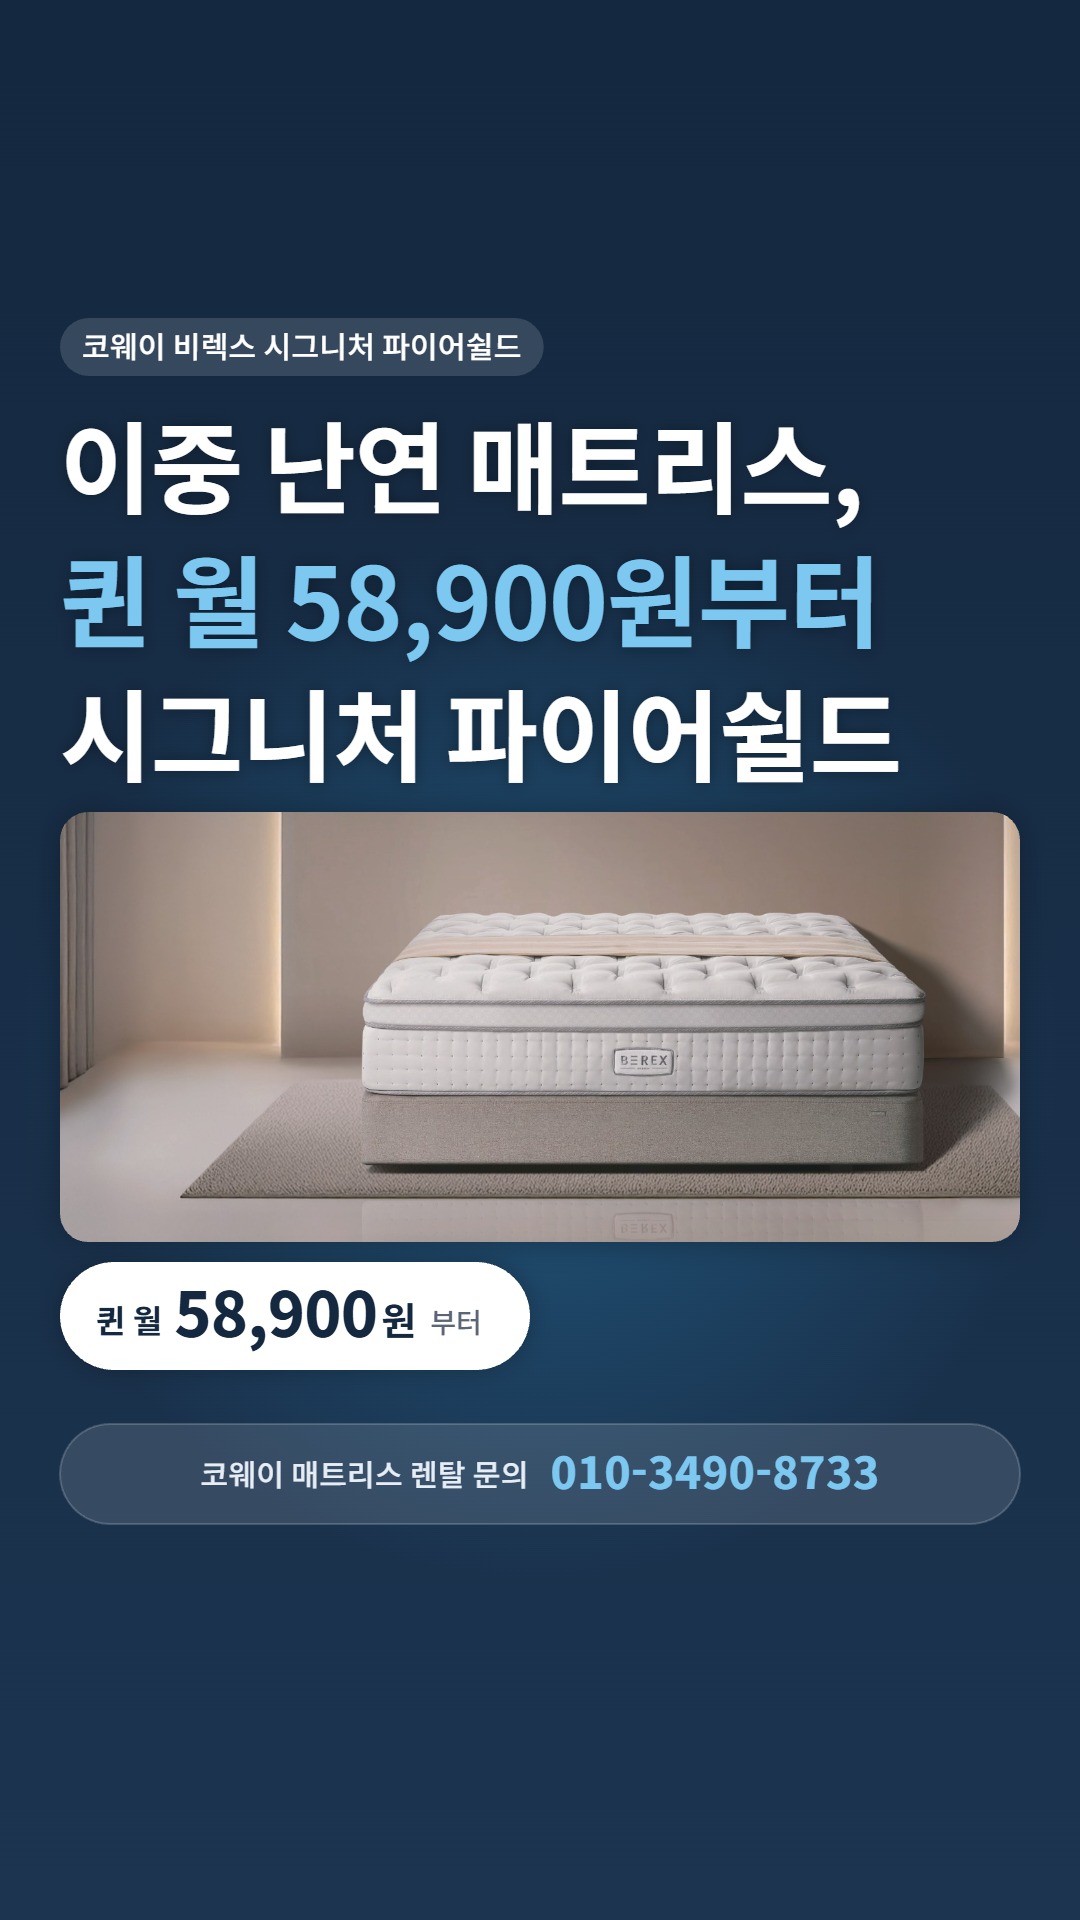 코웨이 비렉스 시그니처 파이어쉴드
이중 난연 매트리스,
퀸 월 58,900원부터
시그니처 파이어쉴드
BEREX
퀸 월 58,900원 부터
코웨이 매트리스 렌탈 문의 010-3490-8733